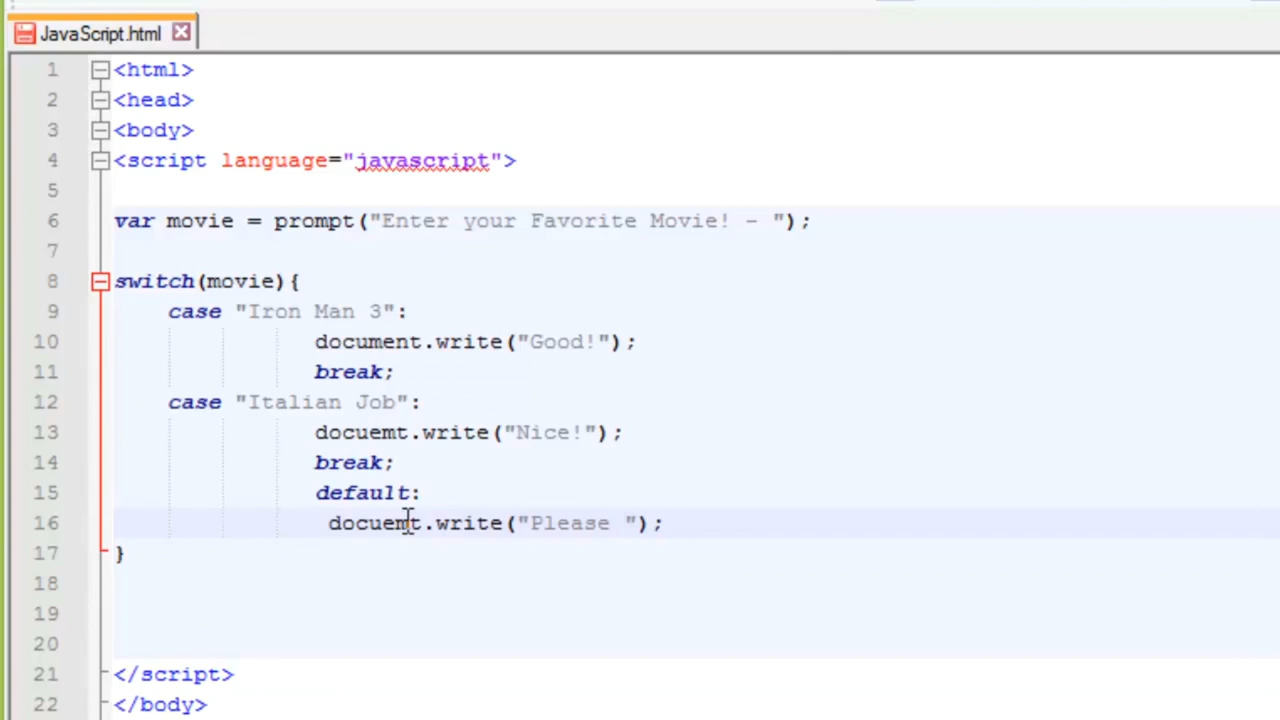 JavaScript.html
1 <html>
2 <head>
3 <body>
4 <script language="javascript">
5
6 var movie = prompt("Enter your Favorite Movie! - ");
7
8 switch(movie){
9 case "Iron Man 3":
10 document.write("Good!");
11 break;
12 case "Italian Job":
13 docuemt.write("Nice!");
14 break;
15 default:
16 docuemt.write("Please ");
17 }
18
19
20
21 </script>
22 </body>